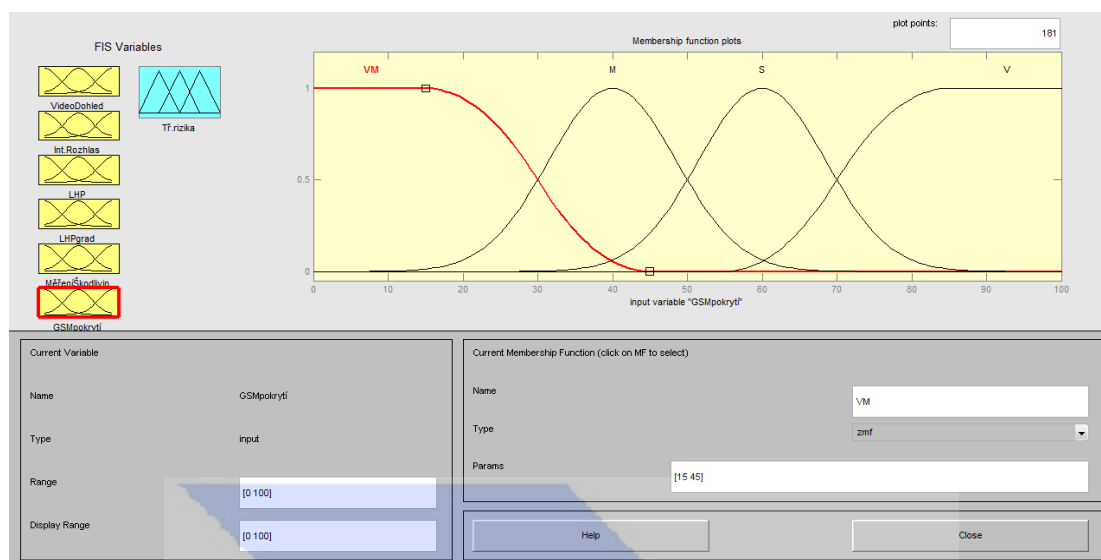 plot points:
181
FIS Variables
Membership function plots
VideoDohled
Int.Rozhlas
LHP
LHPgrad
MěřeníŠkodlivin
GSMpokrytí
Tř.rizika
VM
M
S
V
1
0.5
0
0 10 20 30 40 50 60 70 80 90 100
input variable "GSMpokrytí"
Current Variable
Name GSMpokrytí
Type input
Range [0 100]
Display Range [0 100]
Current Membership Function (click on MF to select)
Name VM
Type zmf
Params [15 45]
Help
Close